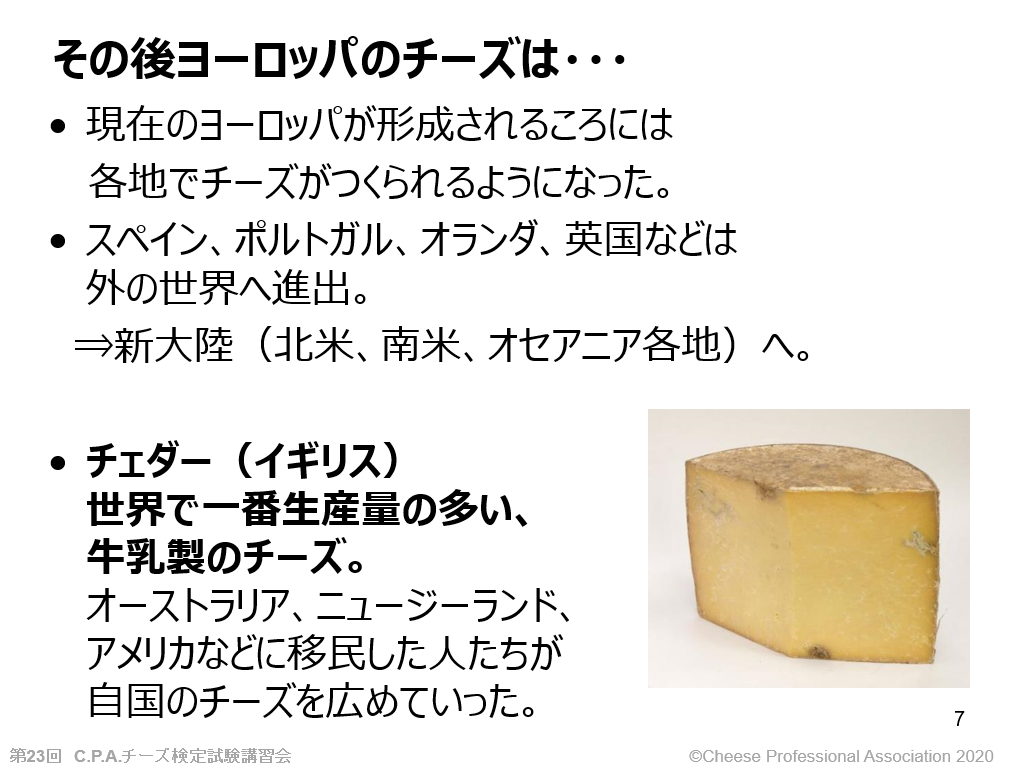 その後ヨーロッパのチーズは･･･
• 現在のヨーロッパが形成されるころには
各地でチーズがつくられるようになった。
• スペイン、ポルトガル、オランダ、英国などは
外の世界へ進出。
⇒新大陸（北米、南米、オセアニア各地）へ。
• チェダー（イギリス）
世界で一番生産量の多い、
牛乳製のチーズ。
オーストラリア、ニュージーランド、
アメリカなどに移民した人たちが
自国のチーズを広めていった。
7
第23回 C.P.A.チーズ検定試験講習会
©Cheese Professional Association 2020